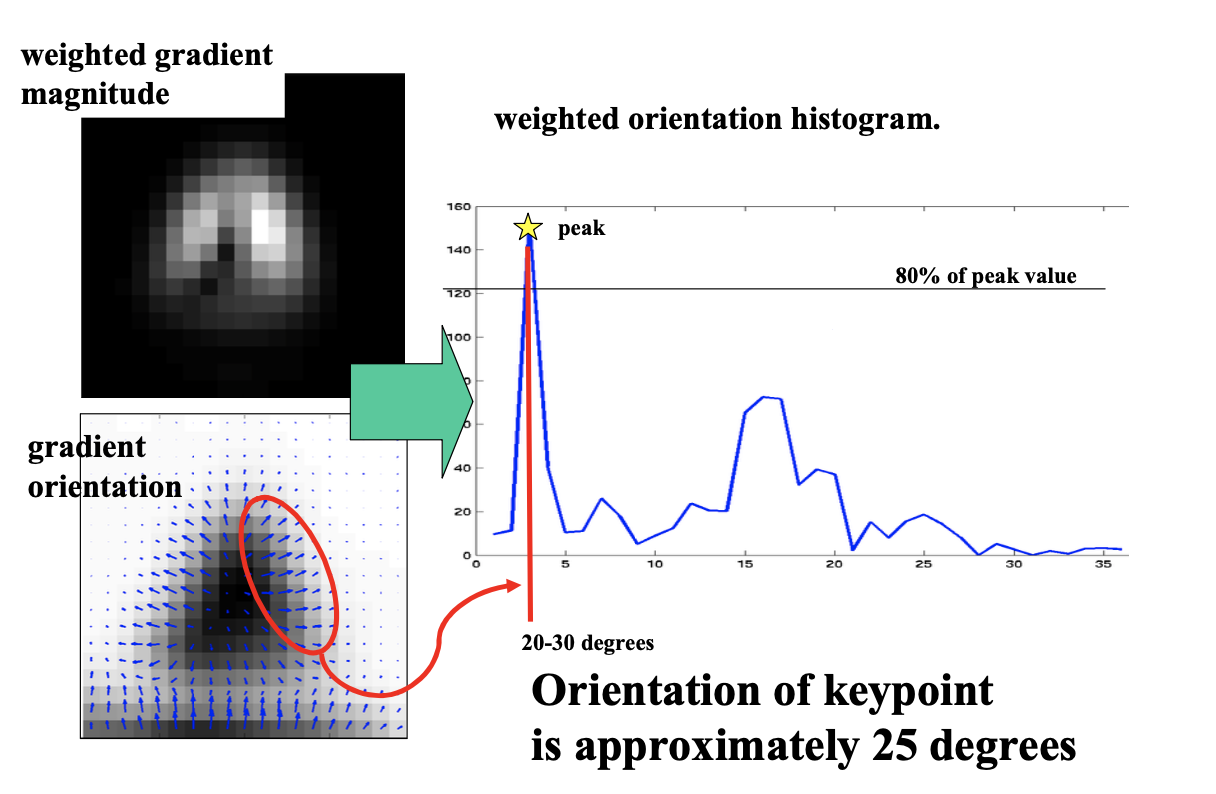 weighted gradient
magnitude
weighted orientation histogram.
160
peak
140
80% of peak value
120
100
40
20
0
0 5 10 15 20 25 30 35
gradient
orientation
20-30 degrees
Orientation of keypoint
is approximately 25 degrees